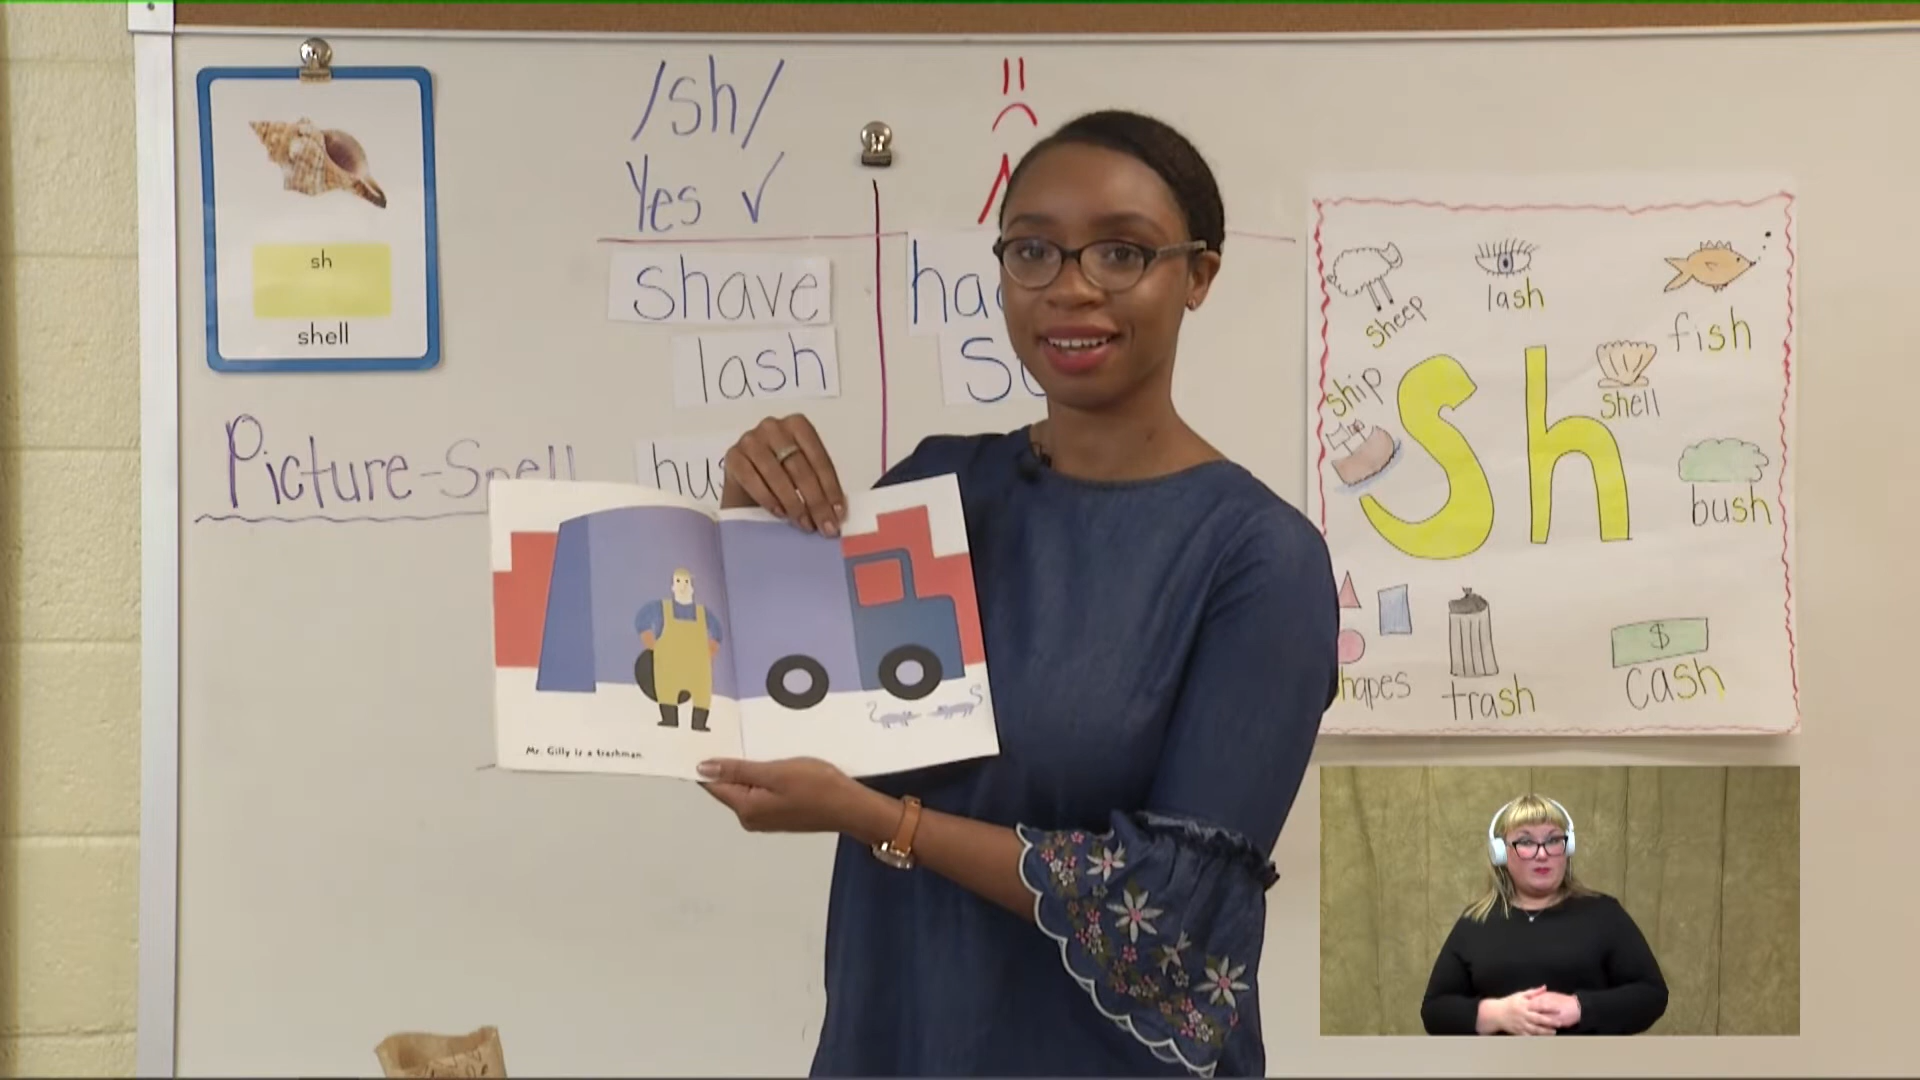 sh
shell
/sh/
Yes ✓
shave
lash
Picture-Spell
sheep
lash
fish
ship
sh
shell
bush
trash
$
cash
Mr. Gilly is a trashman.